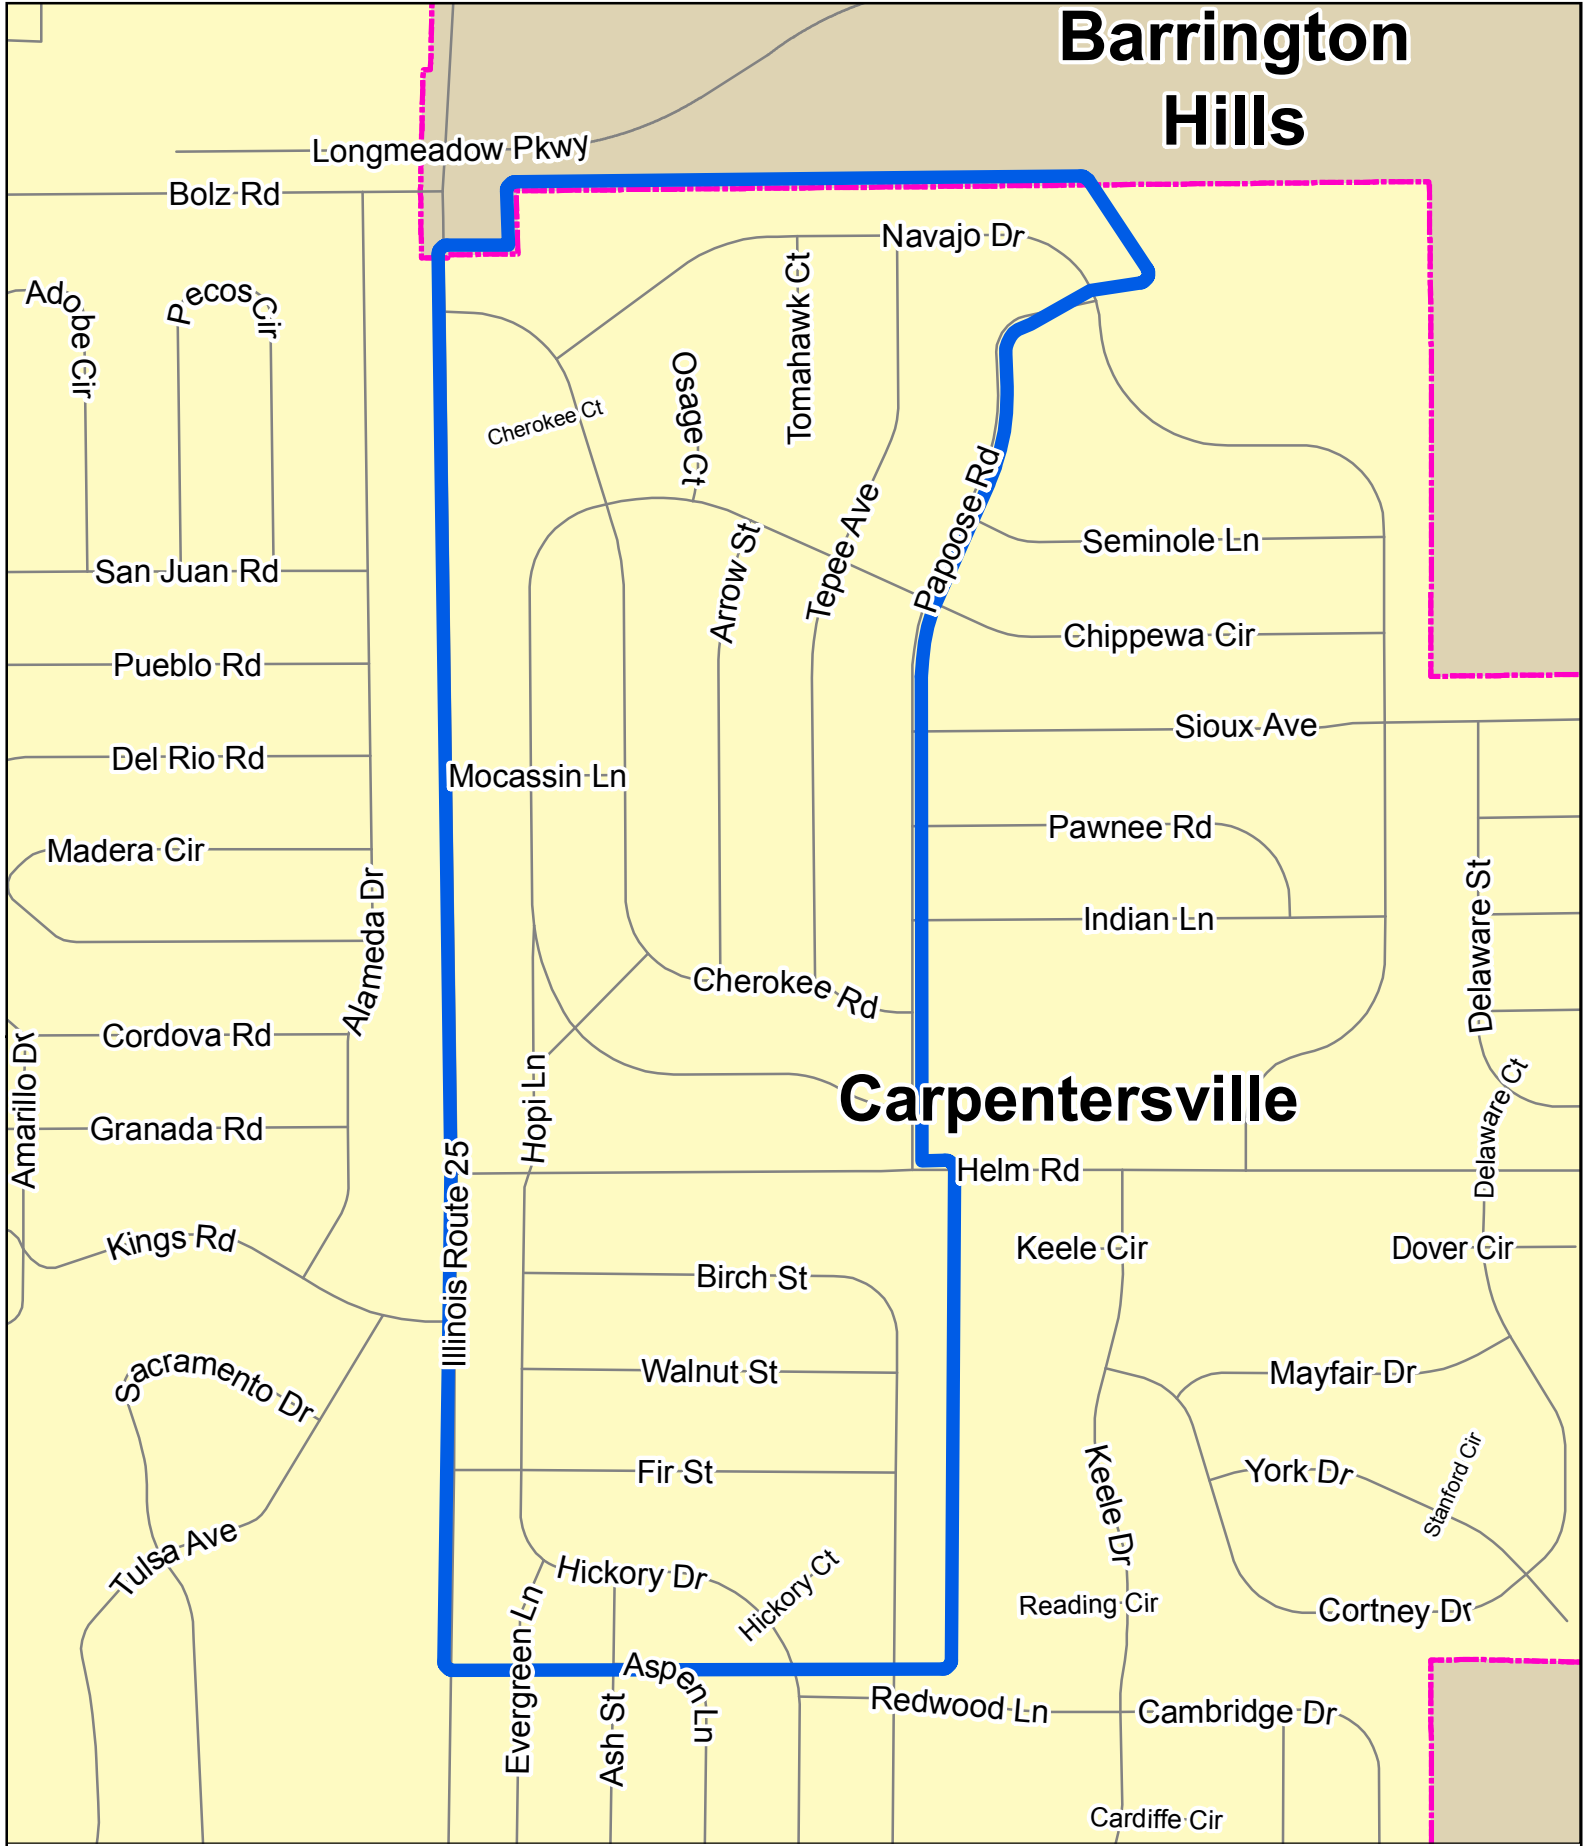 Barrington
Hills
Longmeadow Pkwy
Bolz Rd
Navajo Dr
Adobe Cir
Pecos Cir
Tomahawk Ct
Osage Ct
Cherokee Ct
Papoose Rd
Tepee Ave
Arrow St
Seminole Ln
San Juan Rd
Chippewa Cir
Pueblo Rd
Sioux Ave
Del Rio Rd
Mocassin Ln
Pawnee Rd
Madera Cir
Alameda Dr
Delaware St
Indian Ln
Cherokee Rd
Cordova Rd
Amarillo Dr
Hopi Ln
Carpentersville
Delaware Ct
Granada Rd
Illinois Route 25
Helm Rd
Kings Rd
Keele Cir
Dover Cir
Birch St
Sacramento Dr
Walnut St
Mayfair Dr
Fir St
Keele Dr
York Dr
Stanford Cir
Tulsa Ave
Hickory Dr
Hickory Ct
Evergreen Ln
Reading Cir
Cortney Dr
Aspen Ln
Ash St
Redwood Ln
Cambridge Dr
Cardiffe Cir